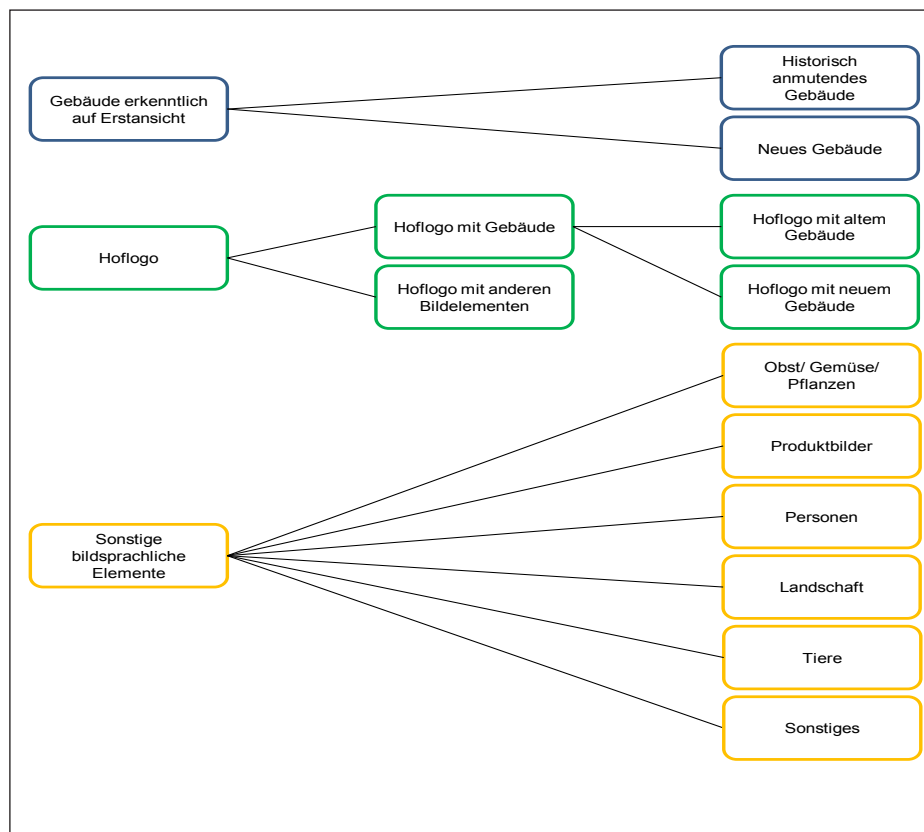 Gebäude erkenntlich
auf Erstansicht
Historisch
anmutendes
Gebäude
Neues Gebäude
Hoflogo
Hoflogo mit Gebäude
Hoflogo mit anderen
Bildelementen
Hoflogo mit altem
Gebäude
Hoflogo mit neuem
Gebäude
Sonstige
bildsprachliche
Elemente
Obst/ Gemüse/
Pflanzen
Produktbilder
Personen
Landschaft
Tiere
Sonstiges